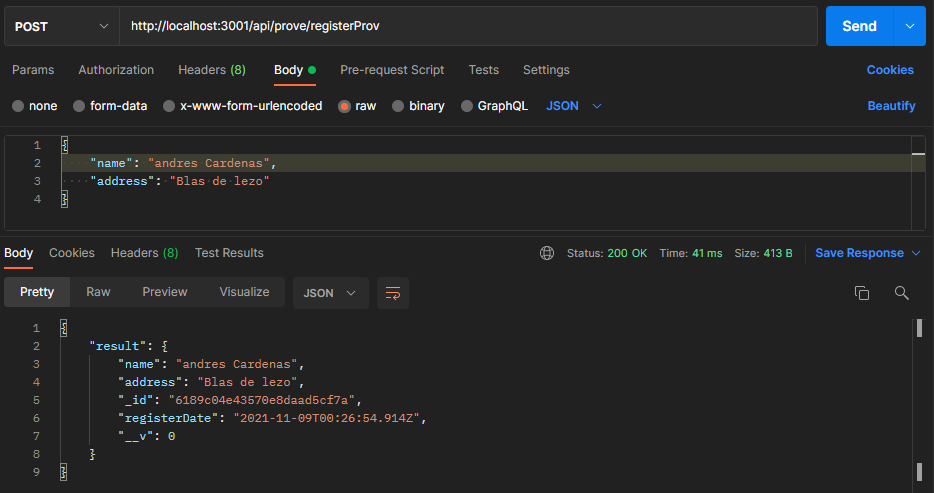 POST http://localhost:3001/api/prove/registerProv Send
Params Authorization Headers (8) Body Pre-request Script Tests Settings Cookies
none form-data x-www-form-urlencoded raw binary GraphQL JSON Beautify
1 {
2 "name": "andres Cardenas",
3 "address": "Blas de lezo"
4 }
Body Cookies Headers (8) Test Results Status: 200 OK Time: 41 ms Size: 413 B Save Response
Pretty Raw Preview Visualize JSON
1 {
2 "result": {
3 "name": "andres Cardenas",
4 "address": "Blas de lezo",
5 "_id": "6189c04e43570e8daad5cf7a",
6 "registerDate": "2021-11-09T00:26:54.914Z",
7 "__v": 0
8 }
9 }